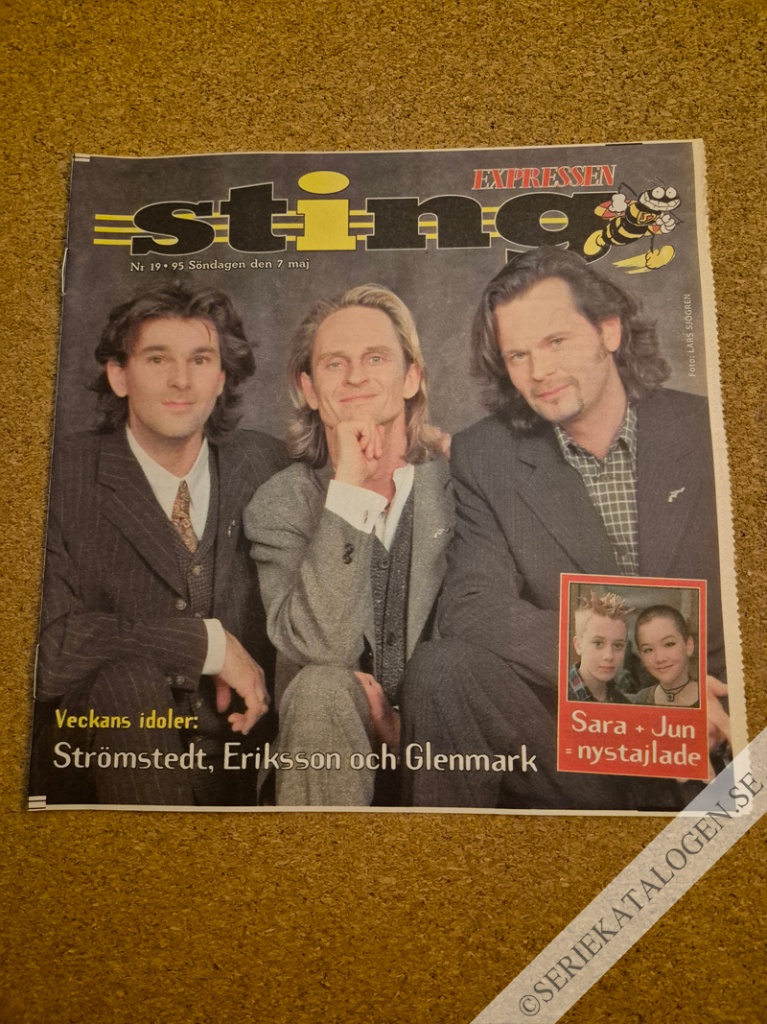 EXPRESSEN
sting
Nr 19 • 95 Söndagen den 7 maj
Foto: LARS SJÖGREN
Veckans idoler:
Strömstedt, Eriksson och Glenmark
Sara + Jun
= nystajlade
©SERIEKATALOGEN.SE